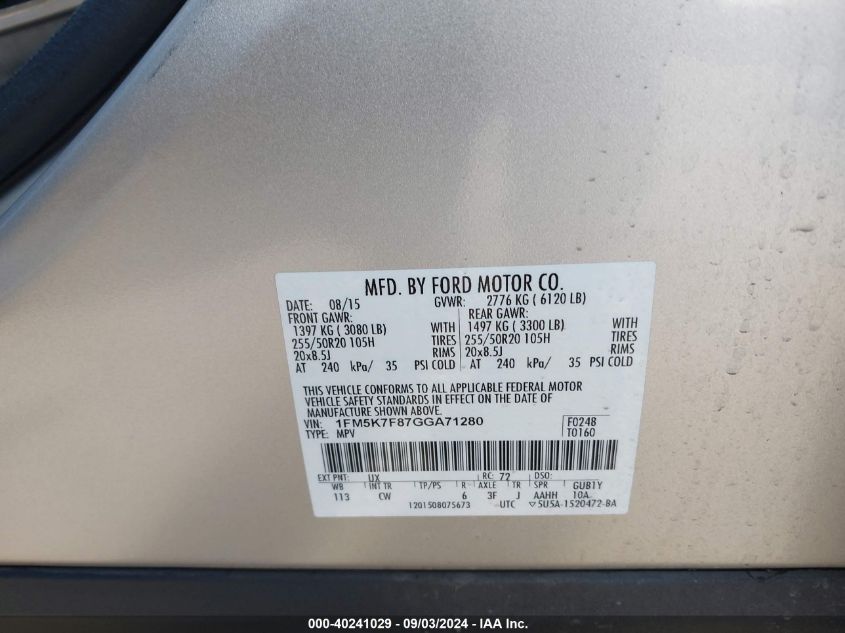 MFD. BY FORD MOTOR CO.
DATE: 08/15 GVWR: 2776 KG ( 6120 LB)
FRONT GAWR: REAR GAWR:
1397 KG ( 3080 LB) WITH 1497 KG ( 3300 LB) WITH
255/50R20 105H TIRES 255/50R20 105H TIRES
20x8.5J RIMS 20x8.5J RIMS
AT 240 kPa/ 35 PSI COLD AT 240 kPa/ 35 PSI COLD
THIS VEHICLE CONFORMS TO ALL APPLICABLE FEDERAL MOTOR
VEHICLE SAFETY STANDARDS IN EFFECT ON THE DATE OF
MANUFACTURE SHOWN ABOVE.
VIN: 1FM5K7F87GGA71280 F0248
TYPE: MPV T0160
EXT PNT: UX RC: 72 DSO:
WB INT TR TP/PS R AXLE TR SPR GUB1Y
113 CW 6 3F J AAHH 10A
1201508075673 UTC ▽5U5A-1520472-BA
000-40241029 - 09/03/2024 - IAA Inc.